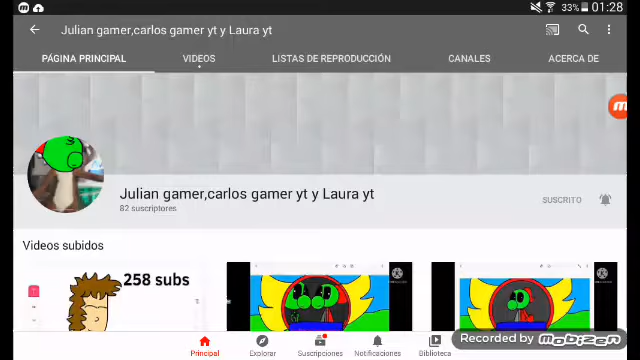 33% 01:28
Julian gamer,carlos gamer yt y Laura yt
PÁGINA PRINCIPAL VIDEOS LISTAS DE REPRODUCCIÓN CANALES ACERCA DE
Julian gamer,carlos gamer yt y Laura yt
82 suscriptores
SUSCRITO
Videos subidos
258 subs
Principal Explorar Suscripciones Notificaciones Biblioteca
Recorded by MOBIZEN